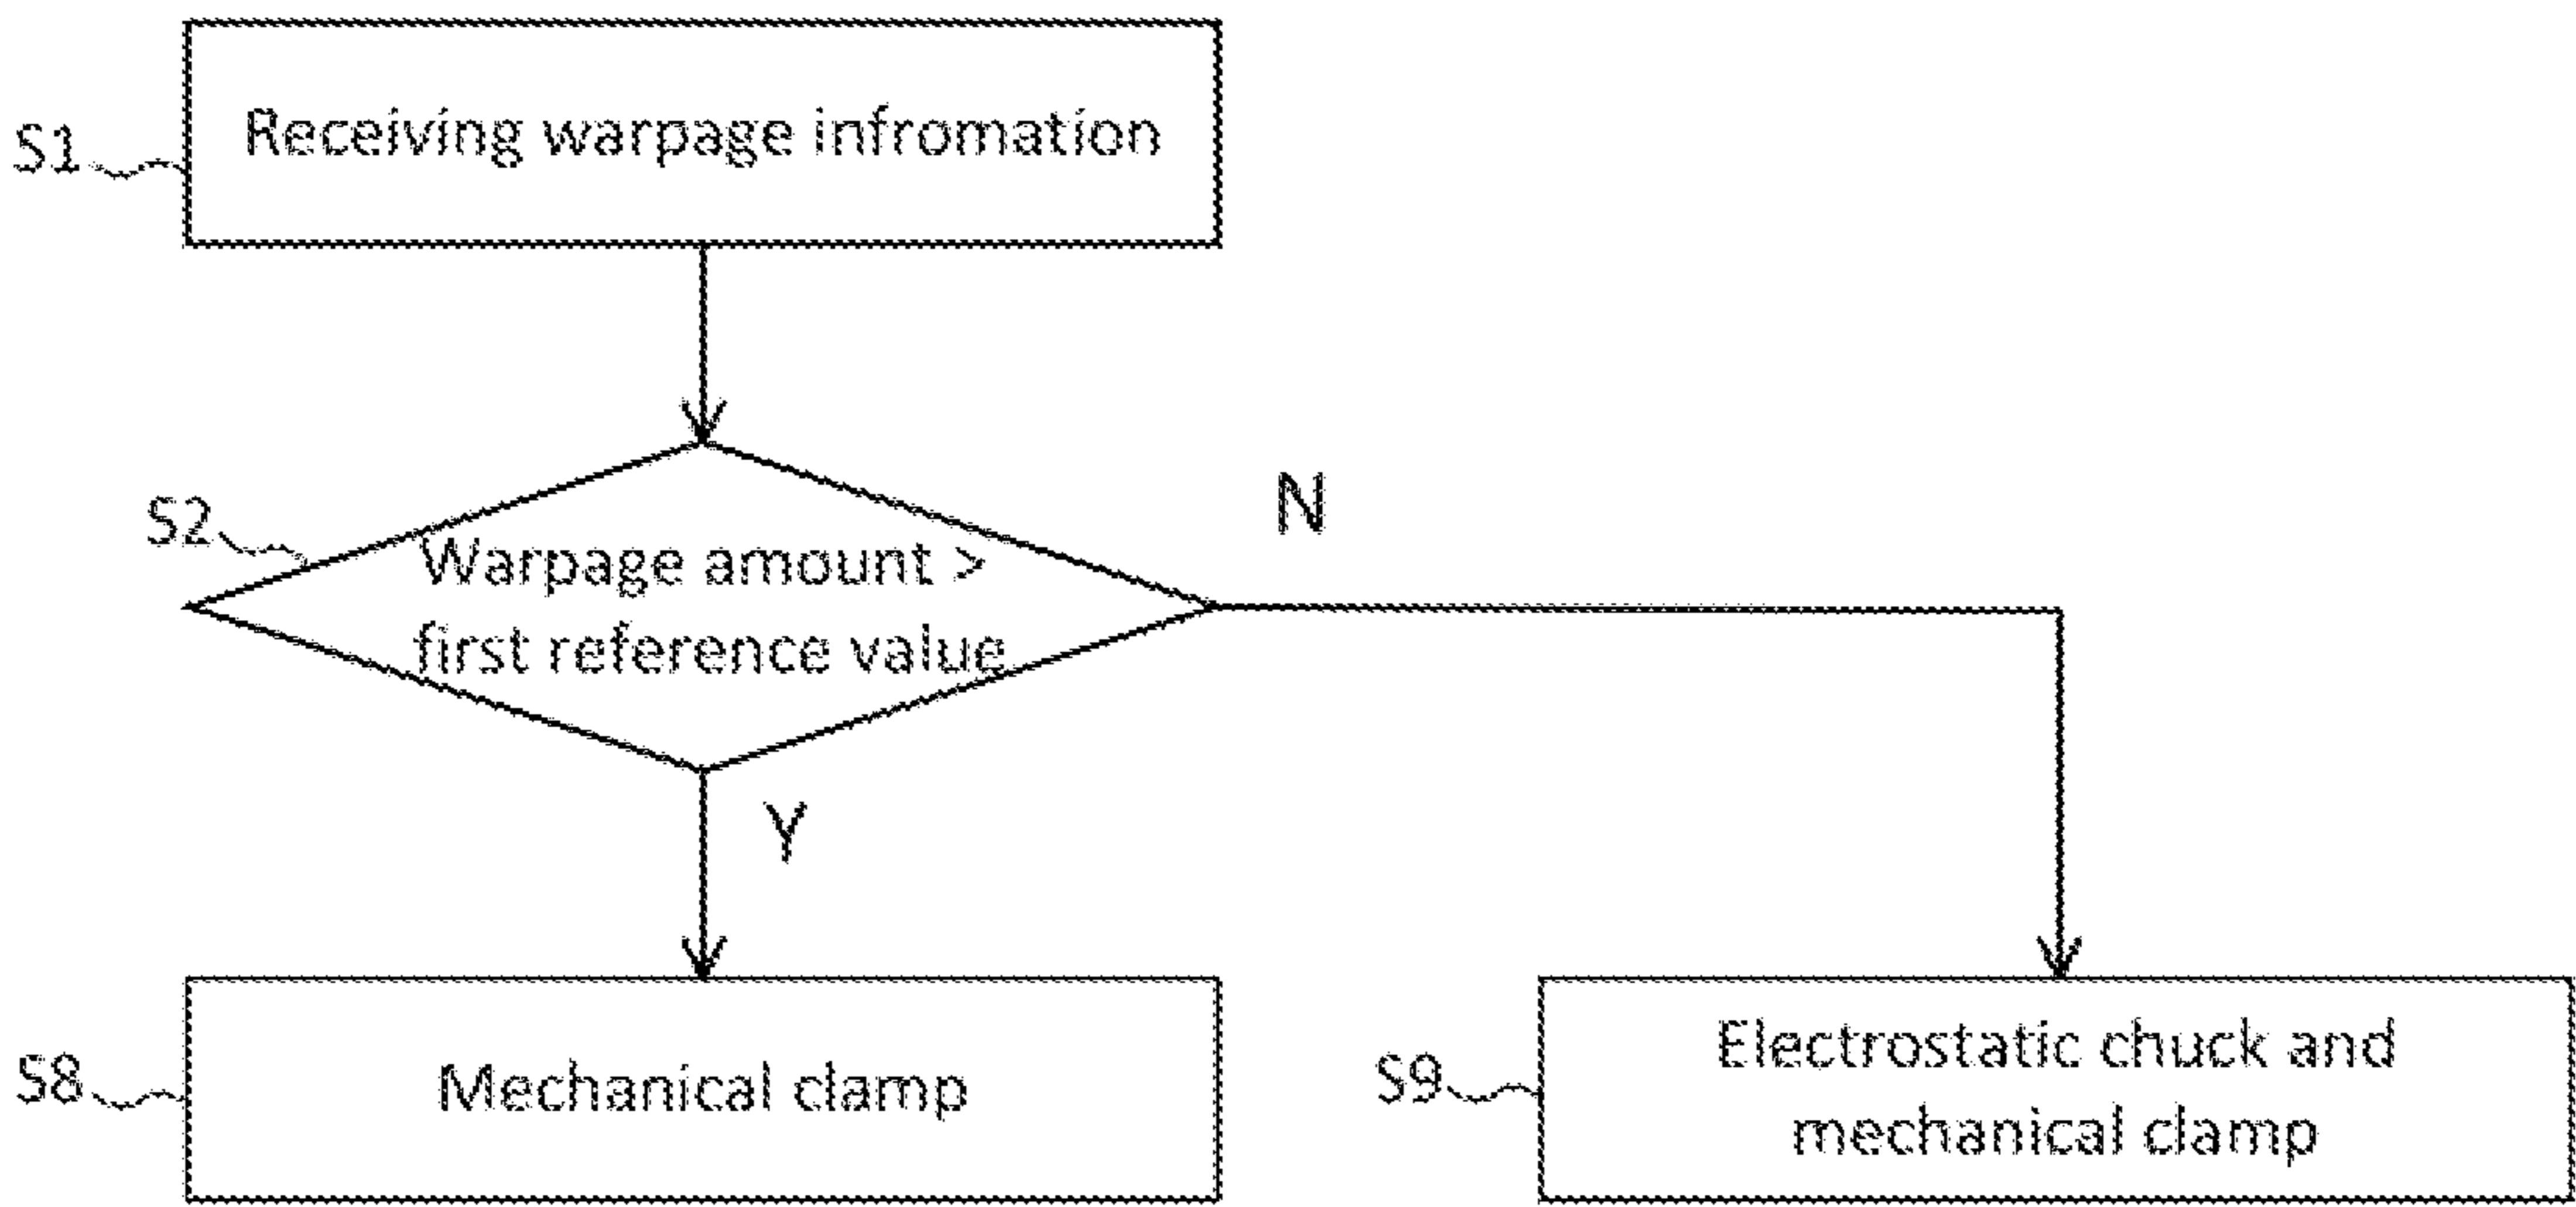 S1
Receiving warpage infromation
S2
Warpage amount >
first reference value
N
Y
S8
Mechanical clamp
S9
Electrostatic chuck and
mechanical clamp